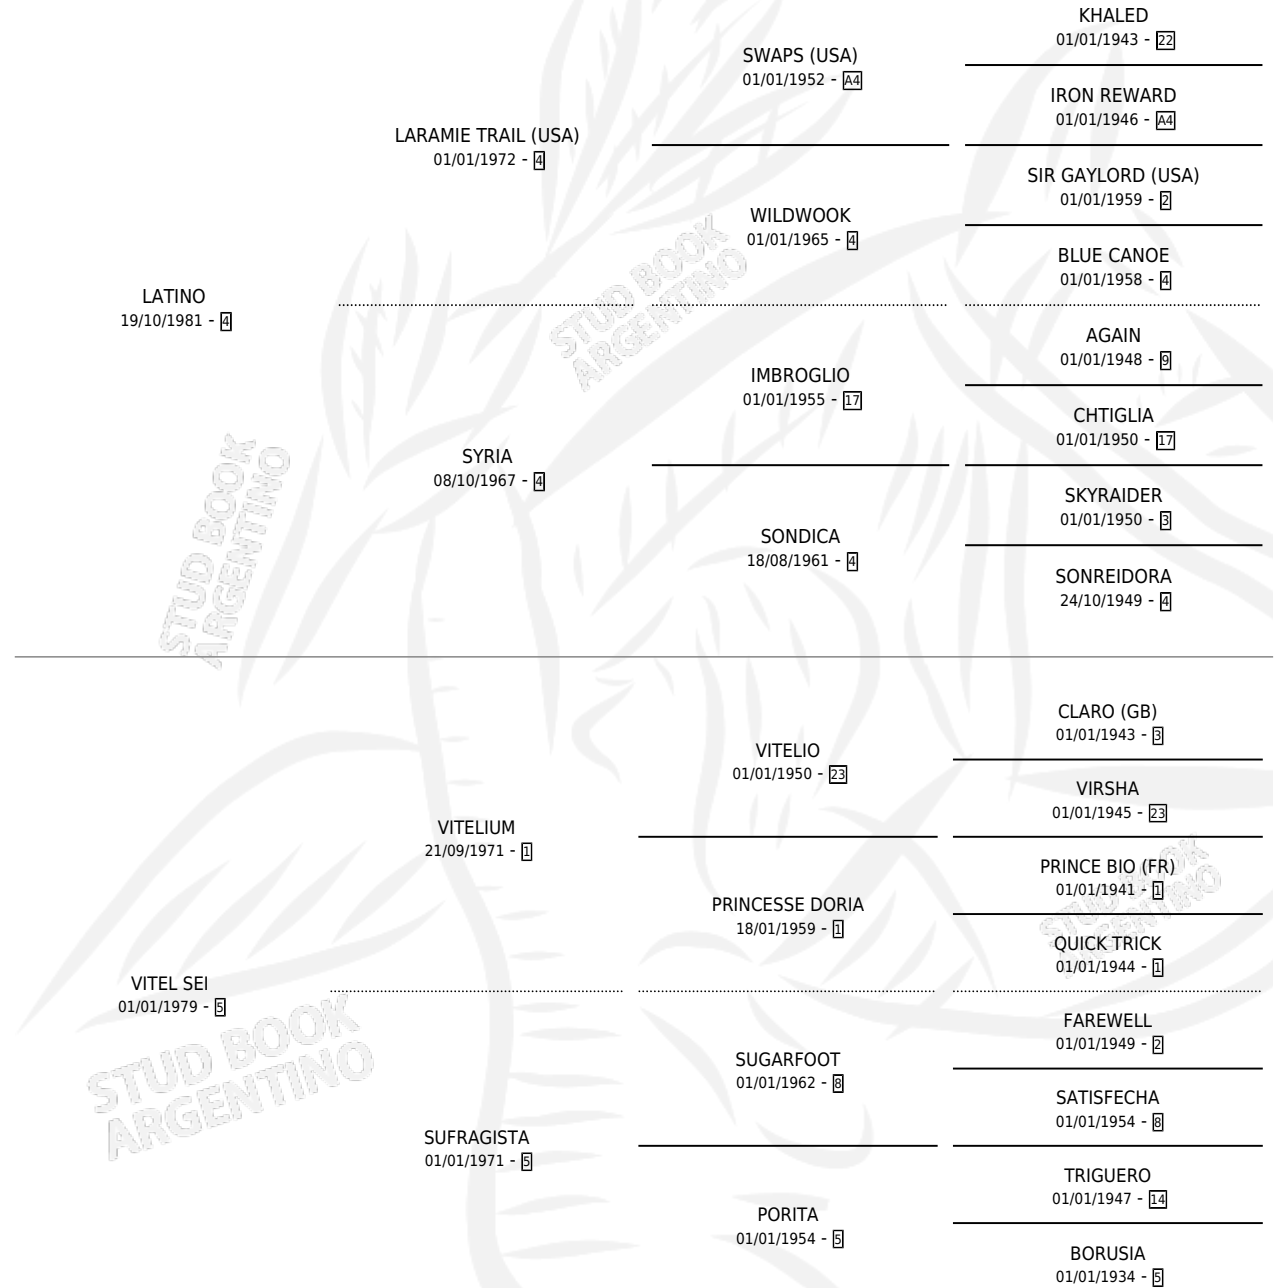 KHALED
01/01/1943 - 22
SWAPS (USA)
01/01/1952 - A4
IRON REWARD
01/01/1946 - A4
LARAMIE TRAIL (USA)
01/01/1972 - 4
SIR GAYLORD (USA)
01/01/1959 - 2
WILDWOOK
01/01/1965 - 4
BLUE CANOE
01/01/1958 - 4
LATINO
19/10/1981 - 4
STUD BOOK
ARGENTINO
AGAIN
01/01/1948 - 9
IMBROGLIO
01/01/1955 - 17
CHTIGLIA
01/01/1950 - 17
SYRIA
08/10/1967 - 4
SKYRAIDER
01/01/1950 - 3
SONDICA
18/08/1961 - 4
SONREIDORA
24/10/1949 - 4
STUD BOOK
ARGENTINO
CLARO (GB)
01/01/1943 - 3
VITELIO
01/01/1950 - 23
VIRSHA
01/01/1945 - 23
VITELIUM
21/09/1971 - 1
PRINCE BIO (FR)
01/01/1941 - 1
PRINCESSE DORIA
18/01/1959 - 1
STUD BOOK
ARGENTINO
QUICK TRICK
01/01/1944 - 1
VITEL SEI
01/01/1979 - 5
FAREWELL
01/01/1949 - 2
SUGARFOOT
01/01/1962 - 8
STUD BOOK
ARGENTINO
SATISFECHA
01/01/1954 - 8
SUFRAGISTA
01/01/1971 - 5
TRIGUERO
01/01/1947 - 14
PORITA
01/01/1954 - 5
BORUSIA
01/01/1934 - 5